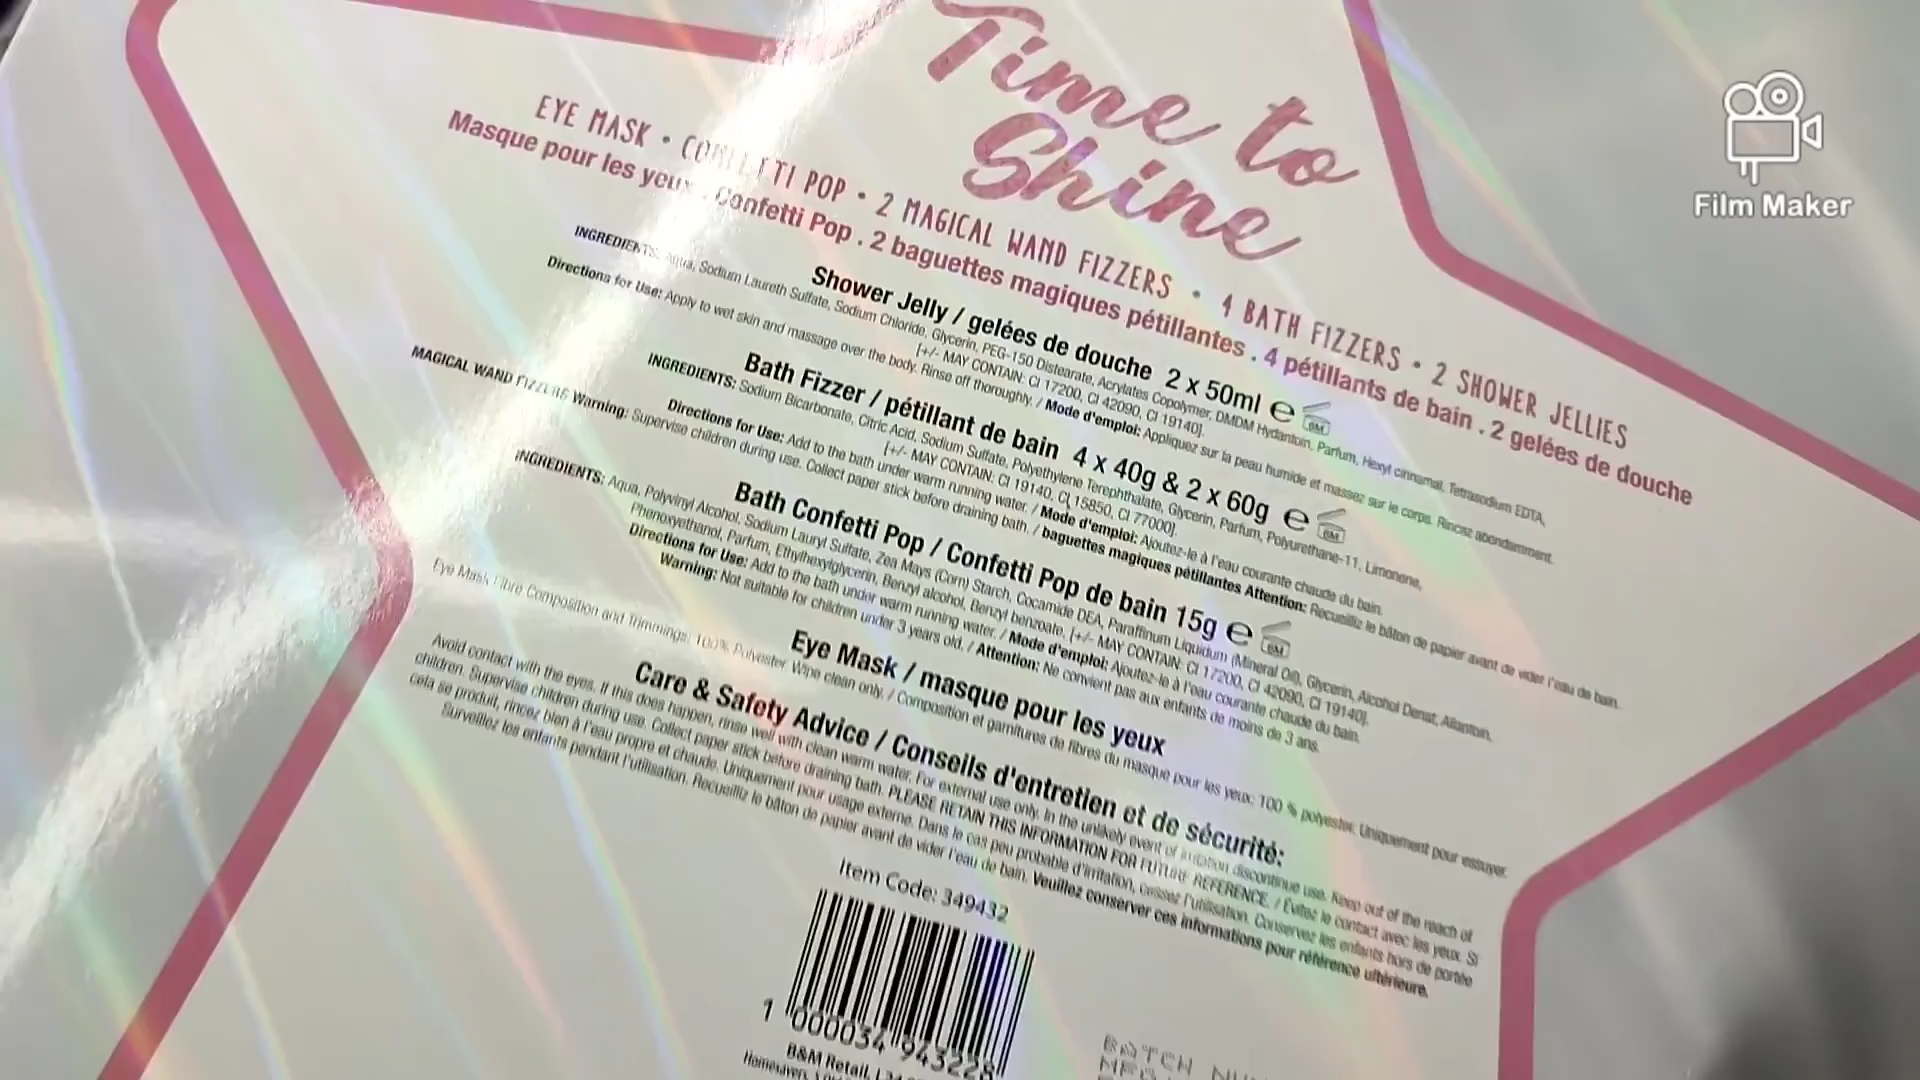 Time to
Shine
EYE MASK • CONFETTI POP • 2 MAGICAL WAND FIZZERS • 4 BATH FIZZERS • 2 SHOWER JELLIES
Masque pour les yeux . Confetti Pop . 2 baguettes magiques pétillantes . 4 pétillants de bain . 2 gelées de douche
Shower Jelly / gelées de douche 2 x 50ml e 6M
INGREDIENTS: Aqua, Sodium Laureth Sulfate, Sodium Chloride, Glycerin, PEG-150 Distearate, Acrylates Copolymer, DMDM Hydantoin, Parfum, Hexyl cinnamal, Tetrasodium EDTA,
[+/- MAY CONTAIN: CI 17200, CI 42090, CI 19140].
Directions for Use: Apply to wet skin and massage over the body. Rinse off thoroughly. / Mode d'emploi: Appliquez sur la peau humide et massez sur le corps. Rincez abondamment.
Bath Fizzer / pétillant de bain 4 x 40g & 2 x 60g e 6M
INGREDIENTS: Sodium Bicarbonate, Citric Acid, Sodium Sulfate, Polyethylene Terephthalate, Glycerin, Parfum, Polyurethane-11, Limonene,
[+/- MAY CONTAIN: CI 19140, CI 15850, CI 77000].
Directions for Use: Add to the bath under warm running water. / Mode d'emploi: Ajoutez-le à l'eau courante chaude du bain.
MAGICAL WAND FIZZERS Warning: Supervise children during use. Collect paper stick before draining bath. / baguettes magiques pétillantes Attention: Recueilliz le bâton de papier avant de vider l'eau de bain.
Bath Confetti Pop / Confetti Pop de bain 15g e 6M
INGREDIENTS: Aqua, Polyvinyl Alcohol, Sodium Lauryl Sulfate, Zea Mays (Corn) Starch, Cocamide DEA, Paraffinum Liquidum (Mineral Oil), Glycerin, Alcohol Denat, Allantoin,
Phenoxyethanol, Parfum, Ethylhexylglycerin, Benzyl alcohol, Benzyl benzoate, [+/- MAY CONTAIN: CI 17200, CI 42090, CI 19140].
Directions for Use: Add to the bath under warm running water. / Mode d'emploi: Ajoutez-le à l'eau courante chaude du bain.
Warning: Not suitable for children under 3 years old. / Attention: Ne convient pas aux enfants de moins de 3 ans.
Eye Mask / masque pour les yeux
Eye Mask Fibre Composition and Trimmings: 100% Polyester Wipe clean only. / Composition et garnitures de fibres du masque pour les yeux: 100 % polyester. Uniquement pour essuyer.
Care & Safety Advice / Conseils d'entretien et de sécurité:
Avoid contact with the eyes. If this does happen, rinse well with clean warm water. For external use only. In the unlikely event of irritation discontinue use. Keep out of the reach of
children. Supervise children during use. Collect paper stick before draining bath. PLEASE RETAIN THIS INFORMATION FOR FUTURE REFERENCE. / Évitez le contact avec les yeux. Si
cela se produit, rincez bien à l'eau propre et chaude. Uniquement pour usage externe. Dans le cas peu probable d'irritation, cessez l'utilisation. Conservez les enfants hors de portée
Surveillez les enfants pendant l'utilisation. Recueilliz le bâton de papier avant de vider l'eau de bain. Veuillez conserver ces informations pour référence ultérieure.
Item Code: 349432
1 000034 943228
B&M Retail,
Homesavers,
BATCH
Film Maker